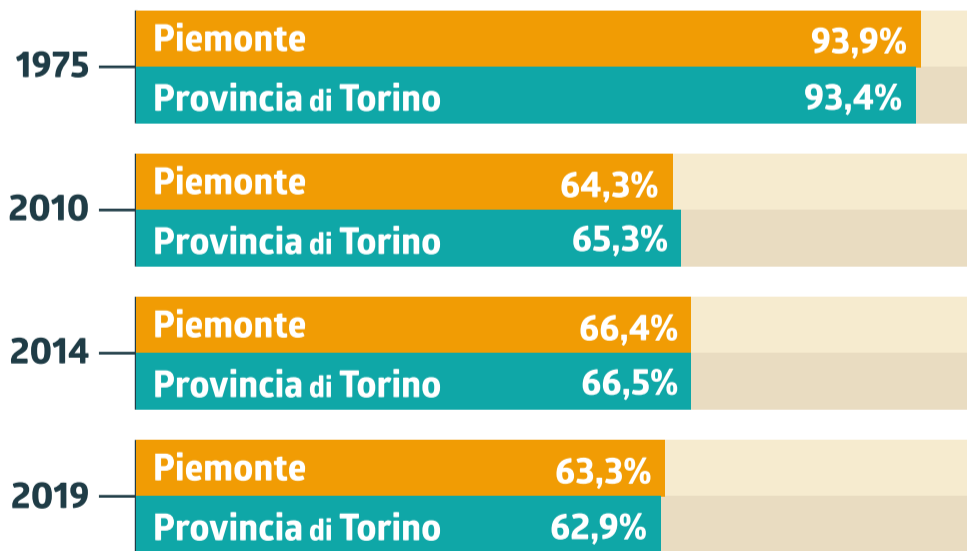 1975
Piemonte 93,9%
Provincia di Torino 93,4%
2010
Piemonte 64,3%
Provincia di Torino 65,3%
2014
Piemonte 66,4%
Provincia di Torino 66,5%
2019
Piemonte 63,3%
Provincia di Torino 62,9%